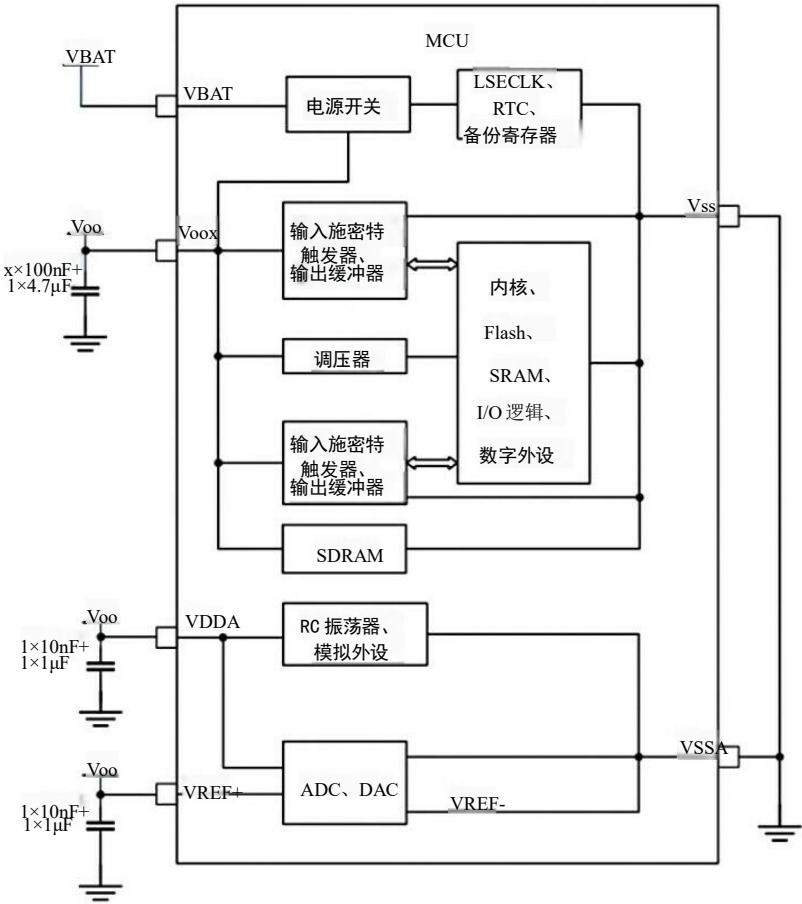 MCU
VBAT
VBAT
电源开关
LSECLK、
RTC、
备份寄存器
Vss
Voo
Voox
x×100nF+
1×4.7μF
输入施密特
触发器、
输出缓冲器
内核、
Flash、
SRAM、
I/O 逻辑、
数字外设
调压器
输入施密特
触发器、
输出缓冲器
SDRAM
Voo
VDDA
1×10nF+
1×1μF
RC 振荡器、
模拟外设
VSSA
Voo
VREF+
1×10nF+
1×1μF
ADC、DAC
VREF-